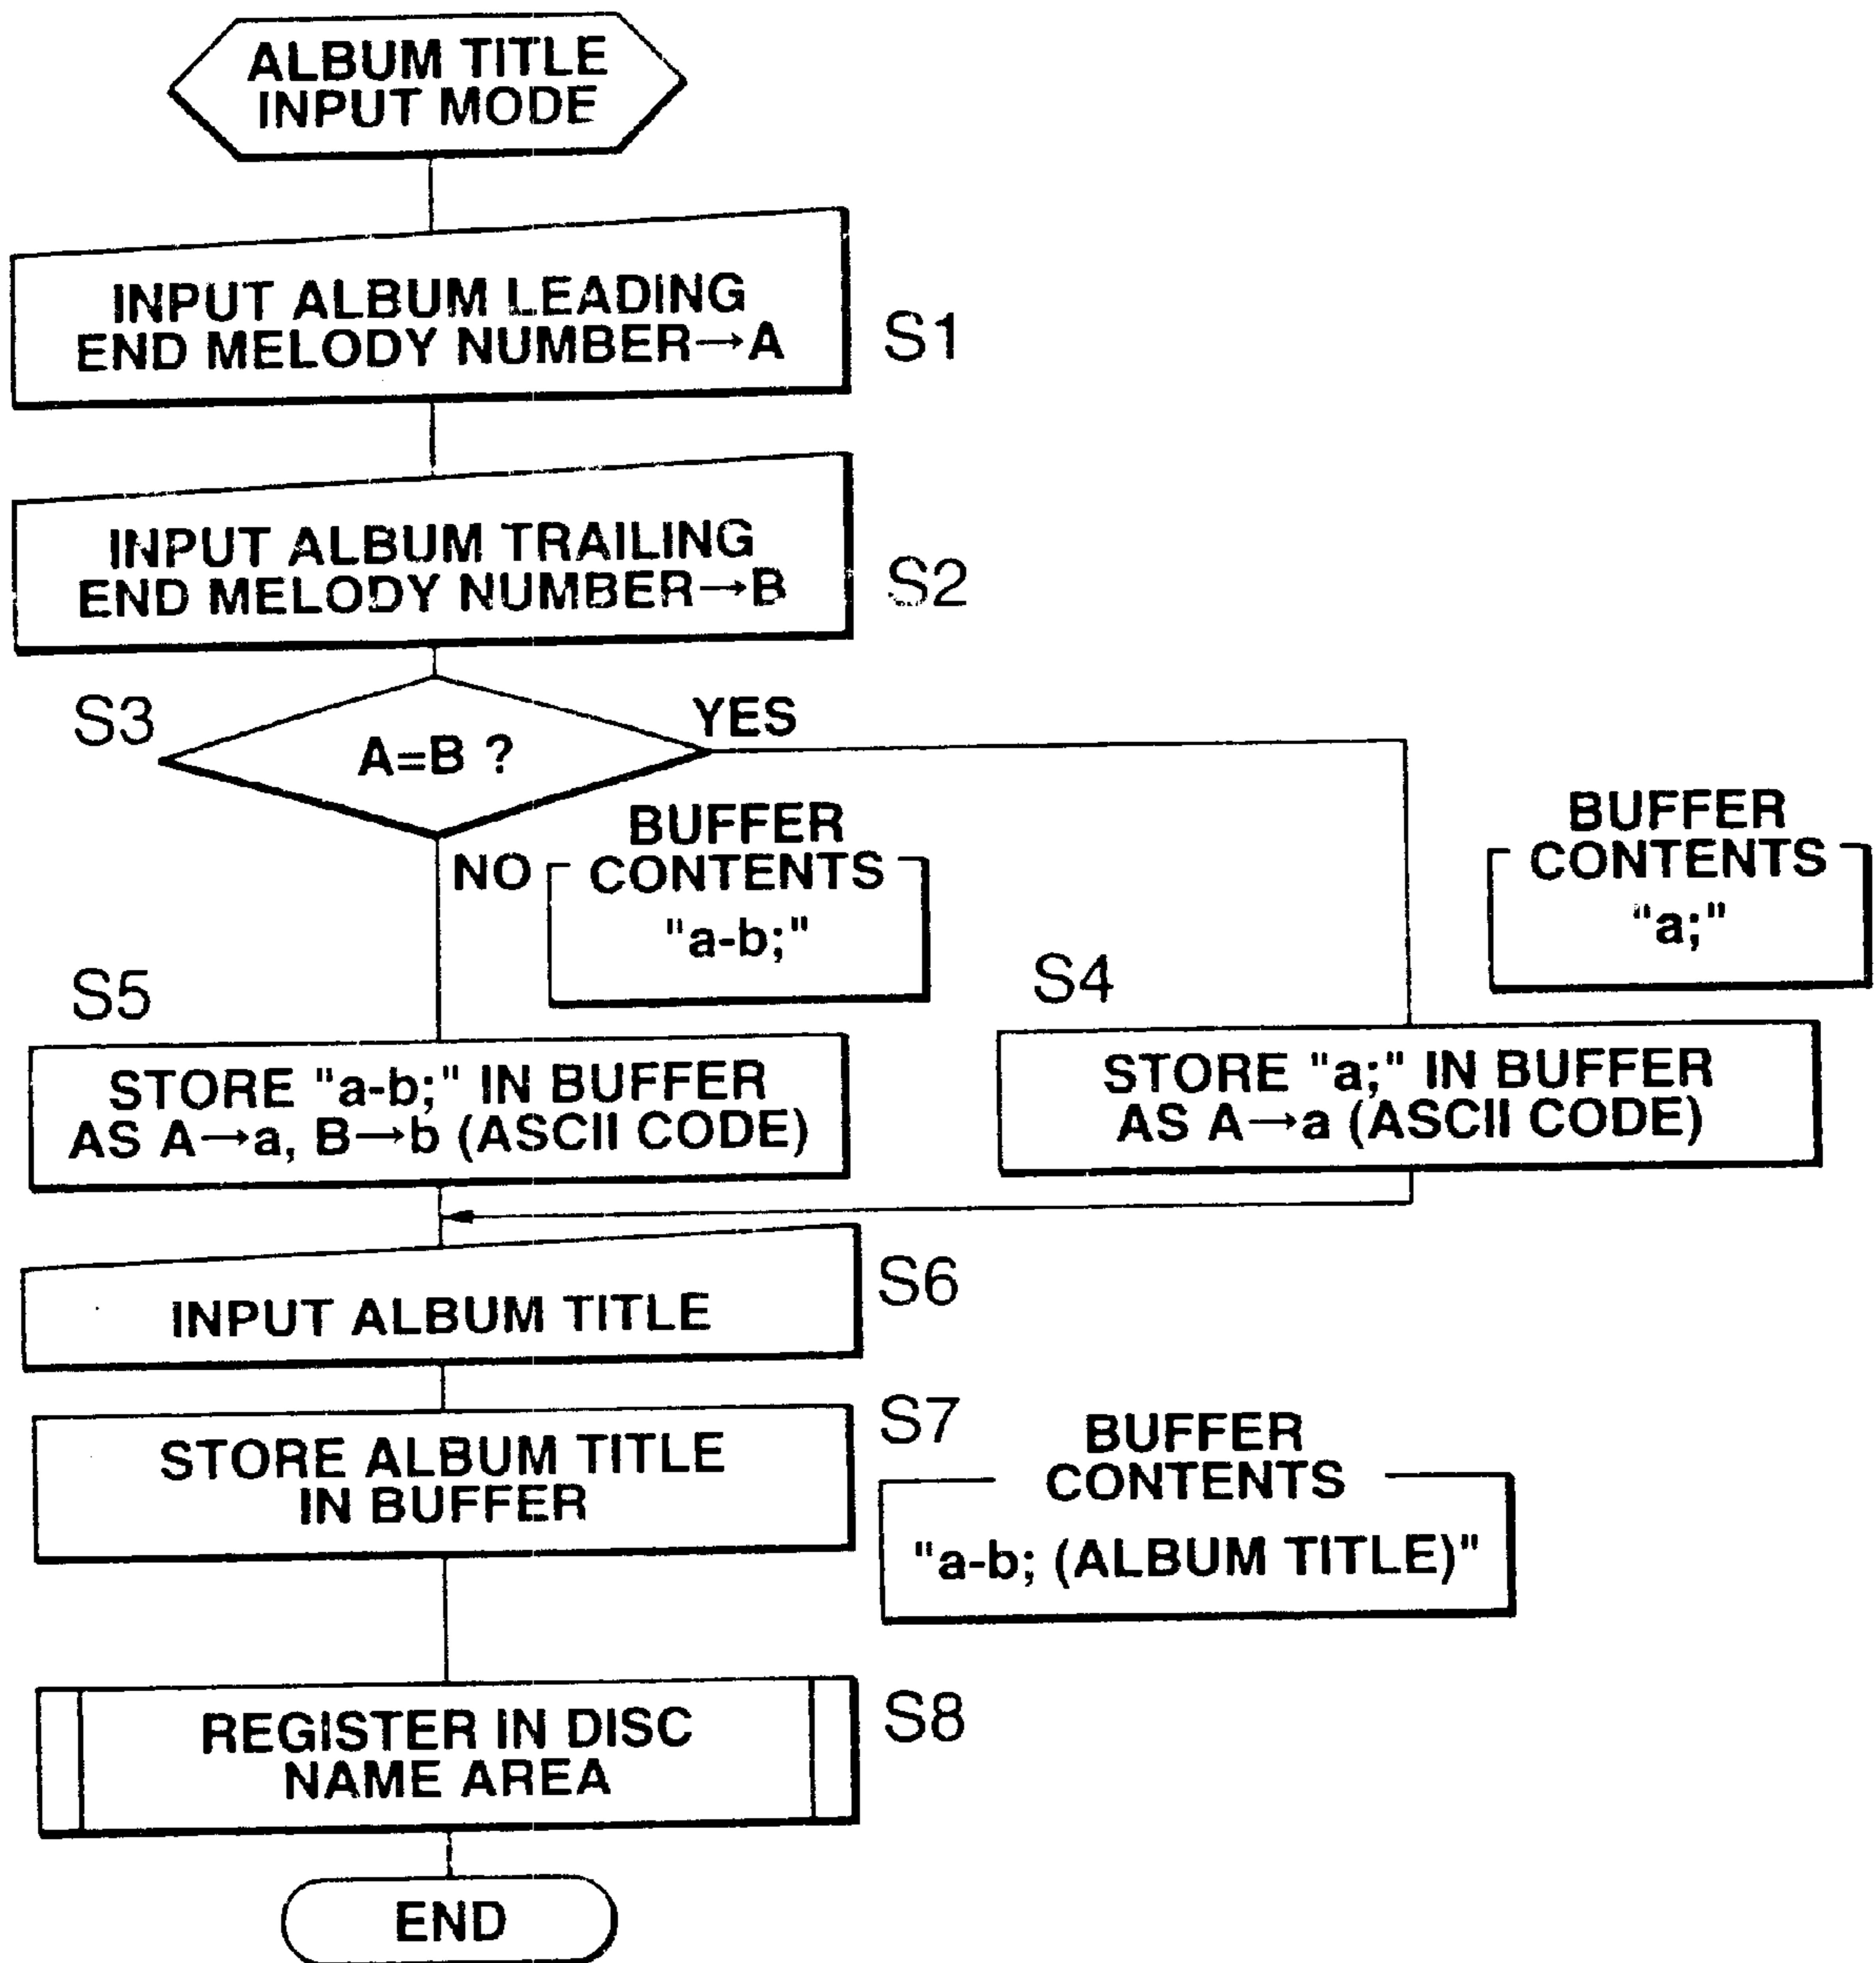 ALBUM TITLE
INPUT MODE
INPUT ALBUM LEADING
END MELODY NUMBER→A
S1
INPUT ALBUM TRAILING
END MELODY NUMBER→B
S2
S3
A=B ?
YES
NO
BUFFER
CONTENTS
"a-b;"
BUFFER
CONTENTS
"a;"
S5
STORE "a-b;" IN BUFFER
AS A→a, B→b (ASCII CODE)
S4
STORE "a;" IN BUFFER
AS A→a (ASCII CODE)
INPUT ALBUM TITLE
S6
STORE ALBUM TITLE
IN BUFFER
S7
BUFFER
CONTENTS
"a-b; (ALBUM TITLE)"
REGISTER IN DISC
NAME AREA
S8
END